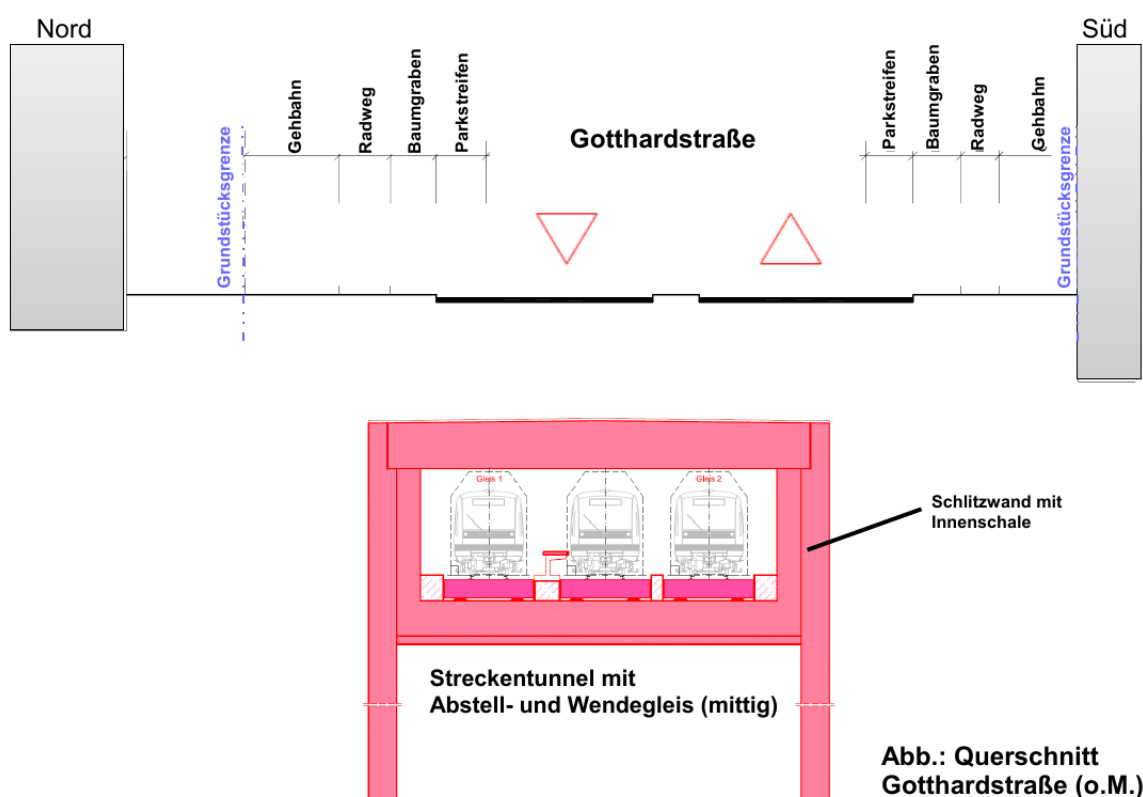 Nord
Süd
Grundstücksgrenze
Gehbahn
Radweg
Baumgraben
Parkstreifen
Gotthardstraße
Parkstreifen
Baumgraben
Radweg
Gehbahn
Grundstücksgrenze
Gleis 1
Gleis 2
Schlitzwand mit
Innenschale
Streckentunnel mit
Abstell- und Wendegleis (mittig)
Abb.: Querschnitt
Gotthardstraße (o.M.)